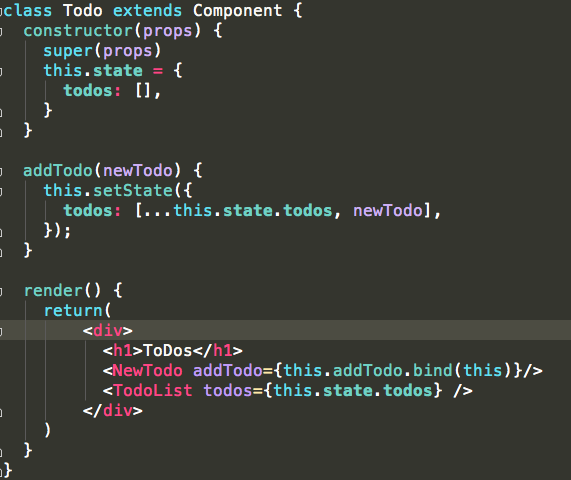 class Todo extends Component {
  constructor(props) {
    super(props)
    this.state = {
      todos: [],
    }
  }

  addTodo(newTodo) {
    this.setState({
      todos: [...this.state.todos, newTodo],
    });
  }

  render() {
    return(
        <div>
          <h1>ToDos</h1>
          <NewTodo addTodo={this.addTodo.bind(this)}/>
          <TodoList todos={this.state.todos} />
        </div>
    )
  }
}